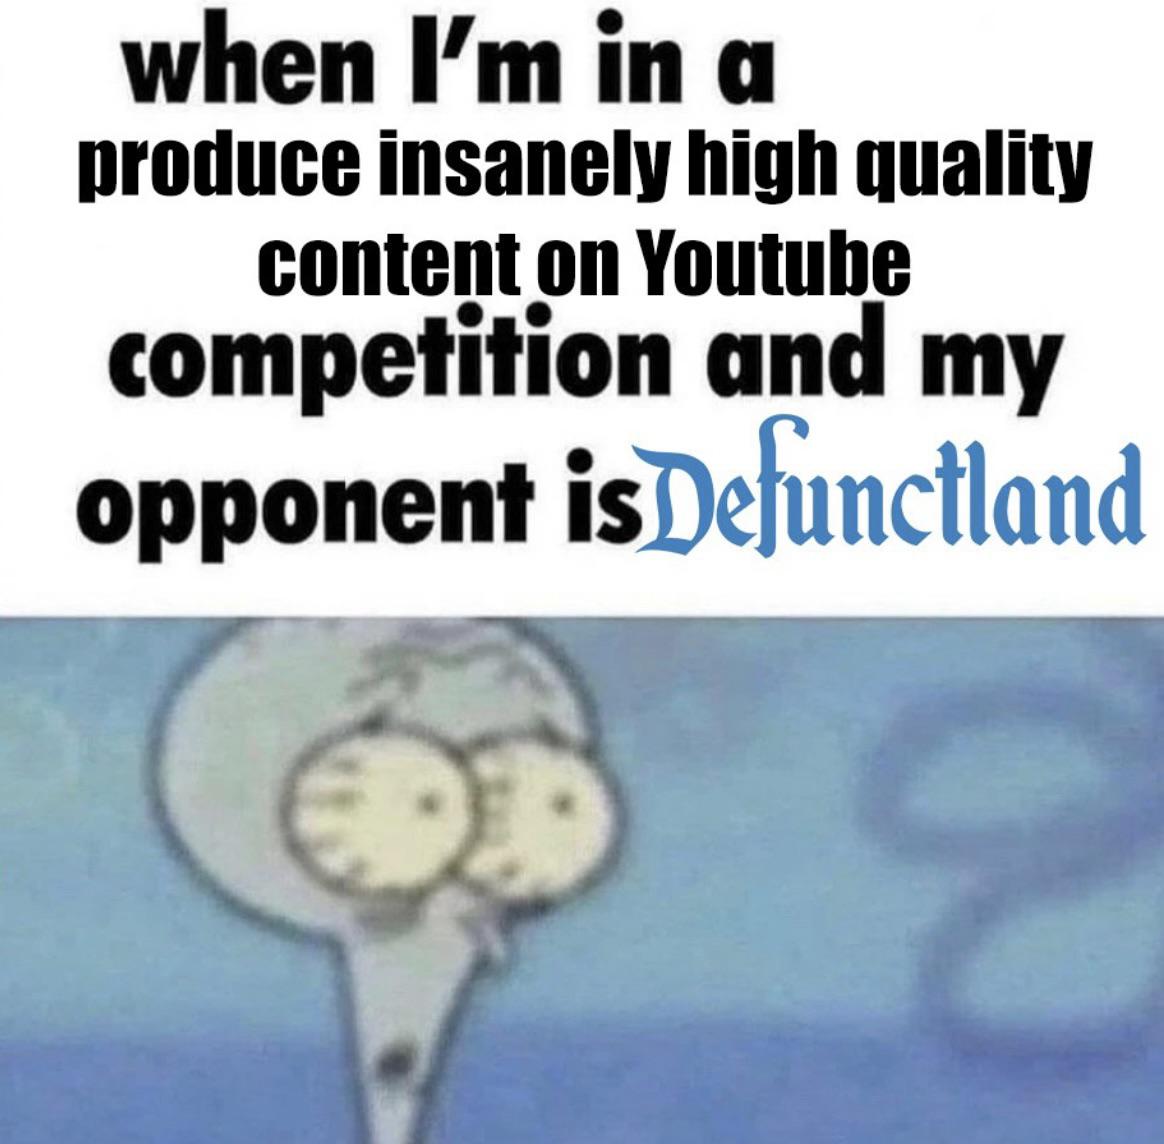 when I'm in a
produce insanely high quality
content on Youtube
competition and my
opponent is Defunctland